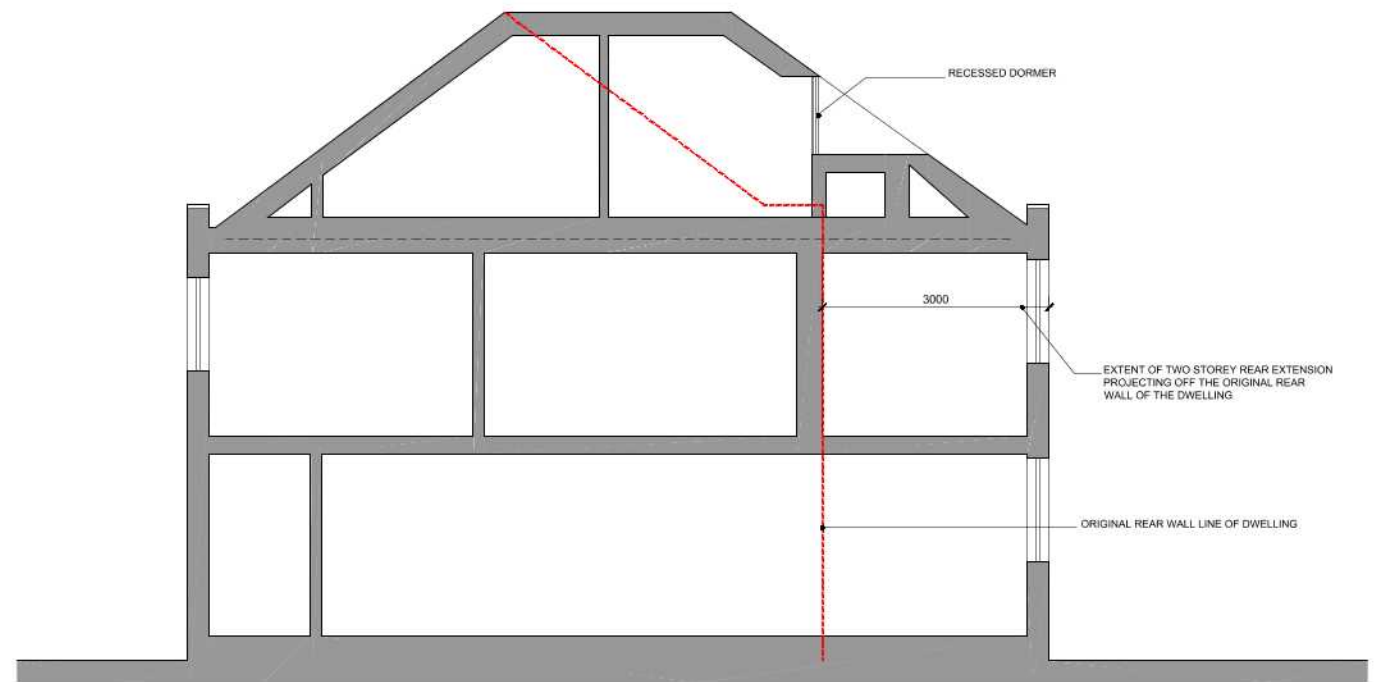 RECESSED DORMER
3000
EXTENT OF TWO STOREY REAR EXTENSION
PROJECTING OFF THE ORIGINAL REAR
WALL OF THE DWELLING
ORIGINAL REAR WALL LINE OF DWELLING